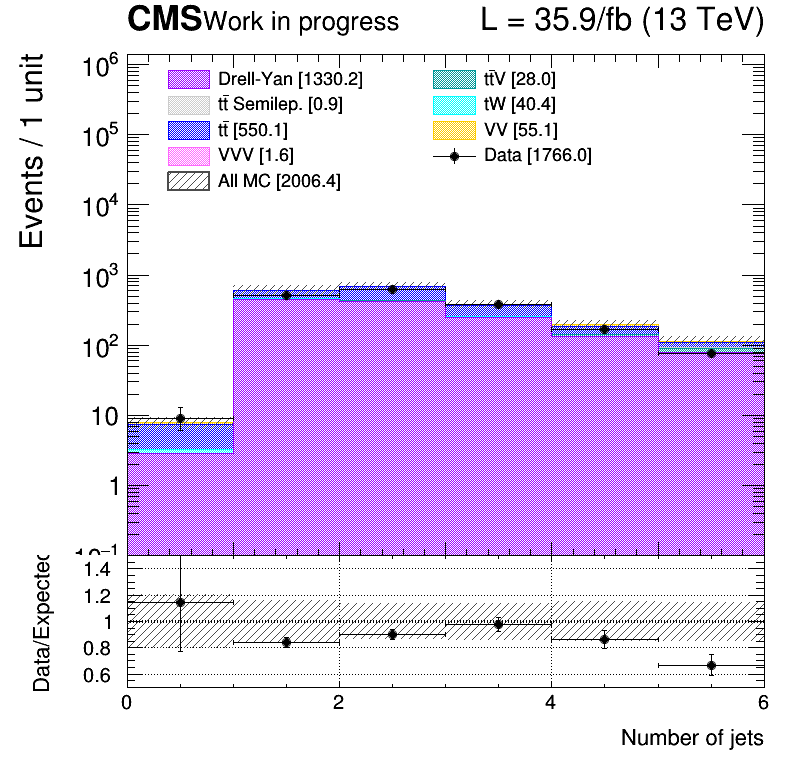 CMS Work in progress L = 35.9/fb (13 TeV)
Events / 1 unit
10⁶
10⁵
10⁴
10³
10²
10
1
10⁻¹
Drell-Yan [1330.2]
tt̄ Semilep. [0.9]
tt̄ [550.1]
VVV [1.6]
All MC [2006.4]
tt̄V [28.0]
tW [40.4]
VV [55.1]
Data [1766.0]
Data/Expected
1.4
1.2
1
0.8
0.6
0 2 4 6
Number of jets